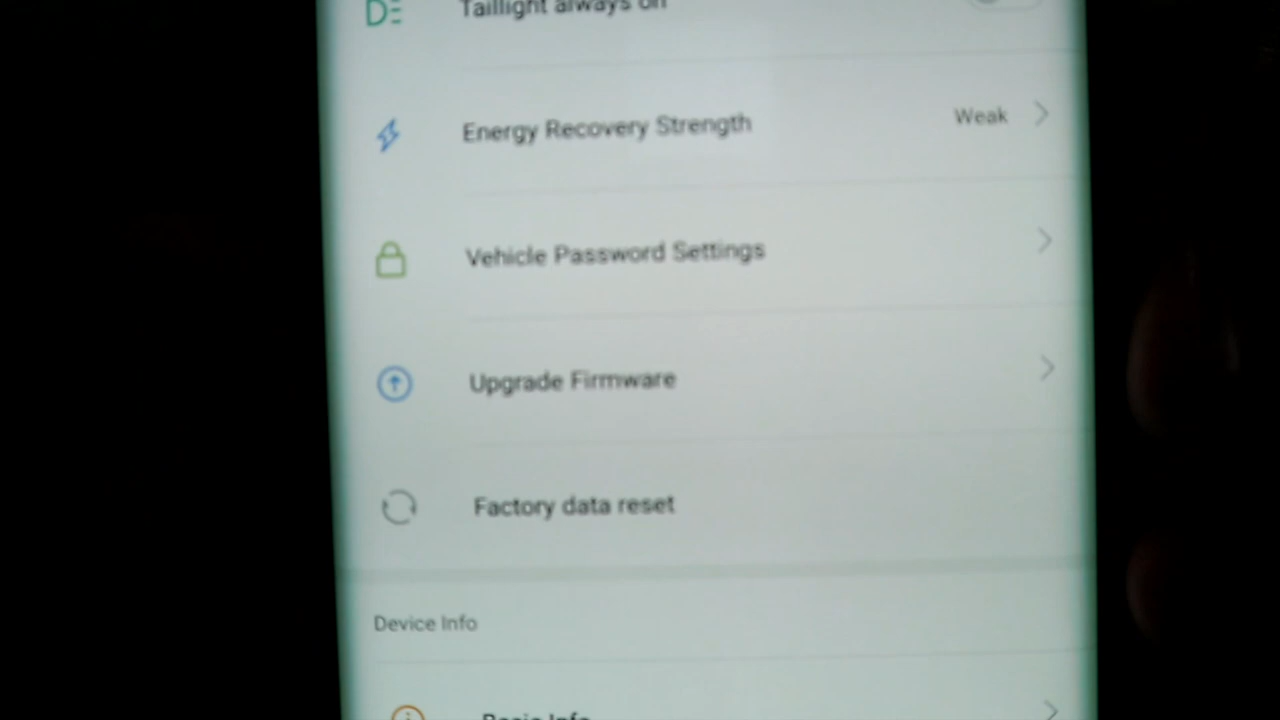 Taillight always on
Energy Recovery Strength Weak
Vehicle Password Settings
Upgrade Firmware
Factory data reset
Device Info
Basic Info